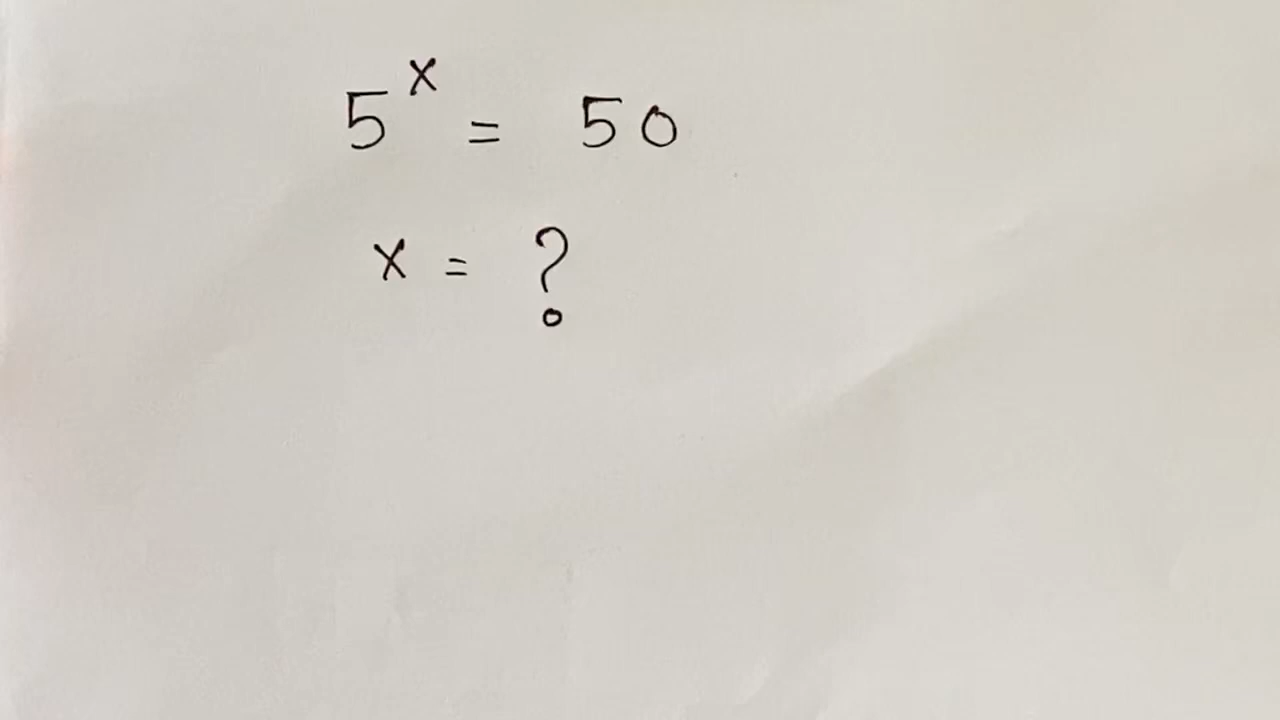 5^x = 50
x = ?